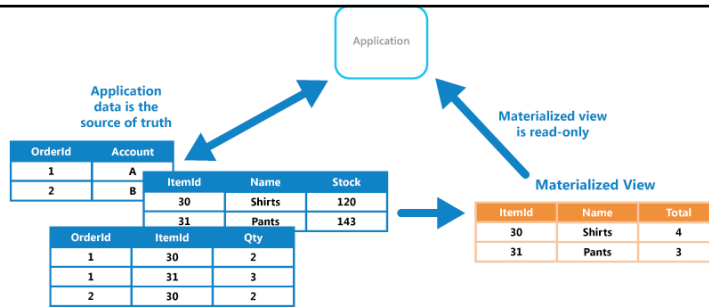 Application
Application
data is the
source of truth
Materialized view
is read-only
OrderId Account
1 A
2 B
ItemId Name Stock
30 Shirts 120
31 Pants 143
OrderId ItemId Qty
1 30 2
1 31 3
2 30 2
Materialized View
ItemId Name Total
30 Shirts 4
31 Pants 3